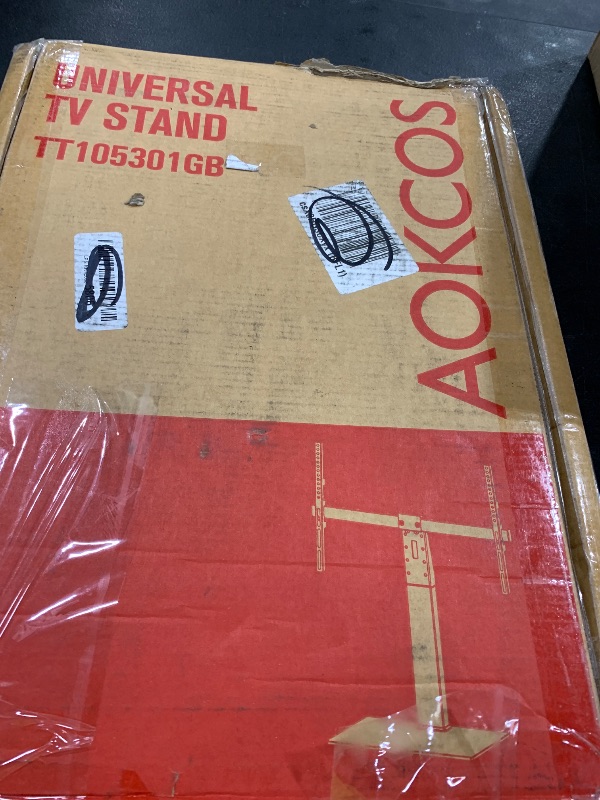 UNIVERSAL
TV STAND
TT105301GB
AOKCOS